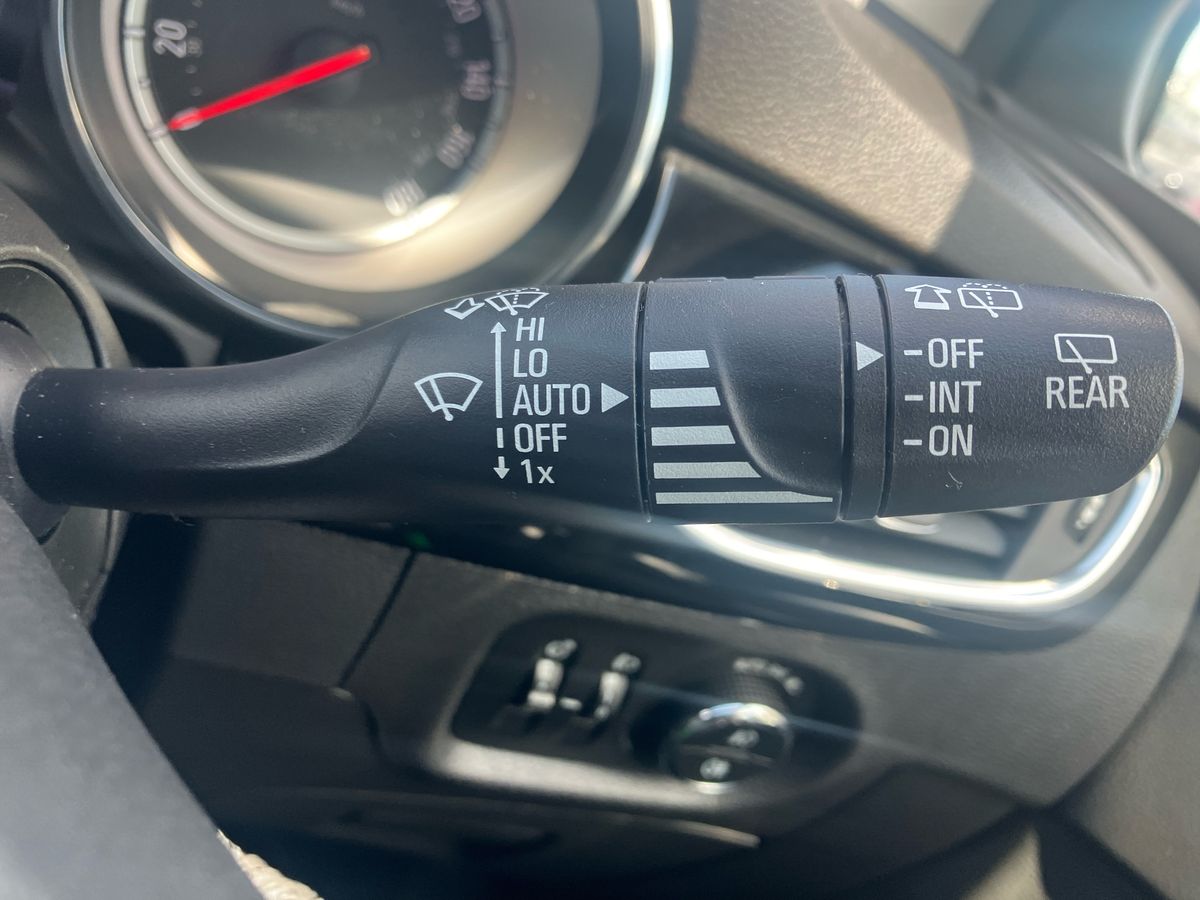 20
HI
LO
AUTO
OFF
1x
OFF
INT
ON
REAR